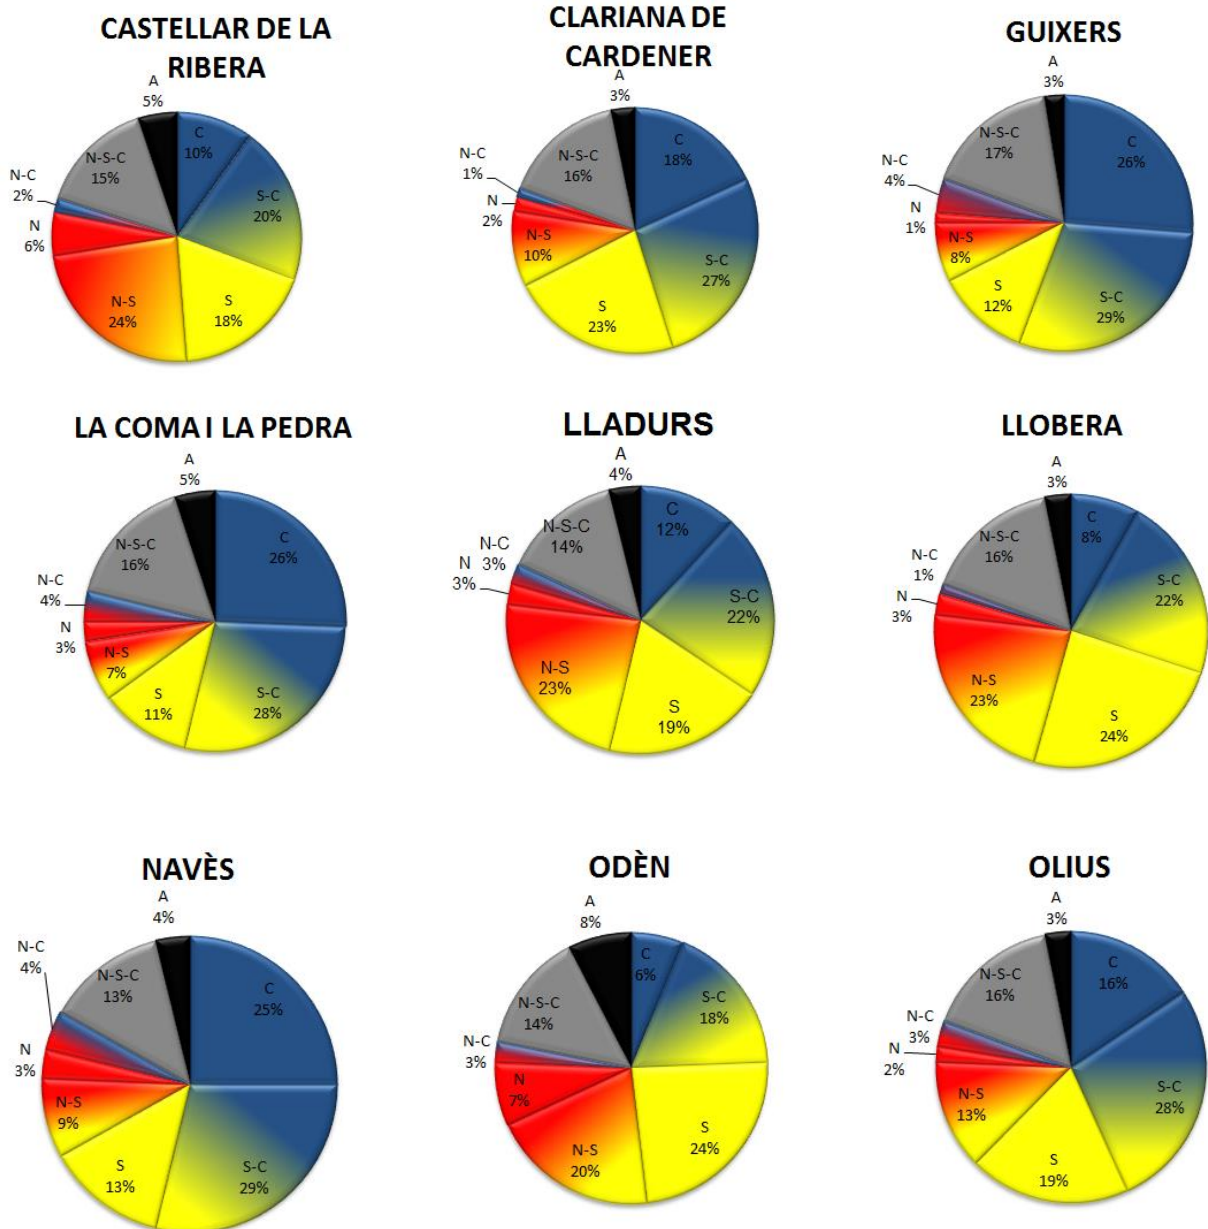 CASTELLAR DE LA
RIBERA
A
5%
C
10%
S-C
20%
S
18%
N-S
24%
N
6%
N-C
2%
N-S-C
15%
CLARIANA DE
CARDENER
A
3%
C
18%
S-C
27%
S
23%
N-S
10%
N
2%
N-C
1%
N-S-C
16%
GUIXERS
A
3%
C
26%
S-C
29%
S
12%
N-S
8%
N
1%
N-C
4%
N-S-C
17%
LA COMA I LA PEDRA
A
5%
C
26%
S-C
28%
S
11%
N-S
7%
N
3%
N-C
4%
N-S-C
16%
LLADURS
A
4%
C
12%
S-C
22%
S
19%
N-S
23%
N
3%
N-C
3%
N-S-C
14%
LLOBERA
A
3%
C
8%
S-C
22%
S
24%
N-S
23%
N
3%
N-C
1%
N-S-C
16%
NAVÈS
A
4%
C
25%
S-C
29%
S
13%
N-S
9%
N
3%
N-C
4%
N-S-C
13%
ODÈN
A
8%
C
6%
S-C
18%
S
24%
N-S
20%
N
7%
N-C
3%
N-S-C
14%
OLIUS
A
3%
C
16%
S-C
28%
S
19%
N-S
13%
N
2%
N-C
3%
N-S-C
16%